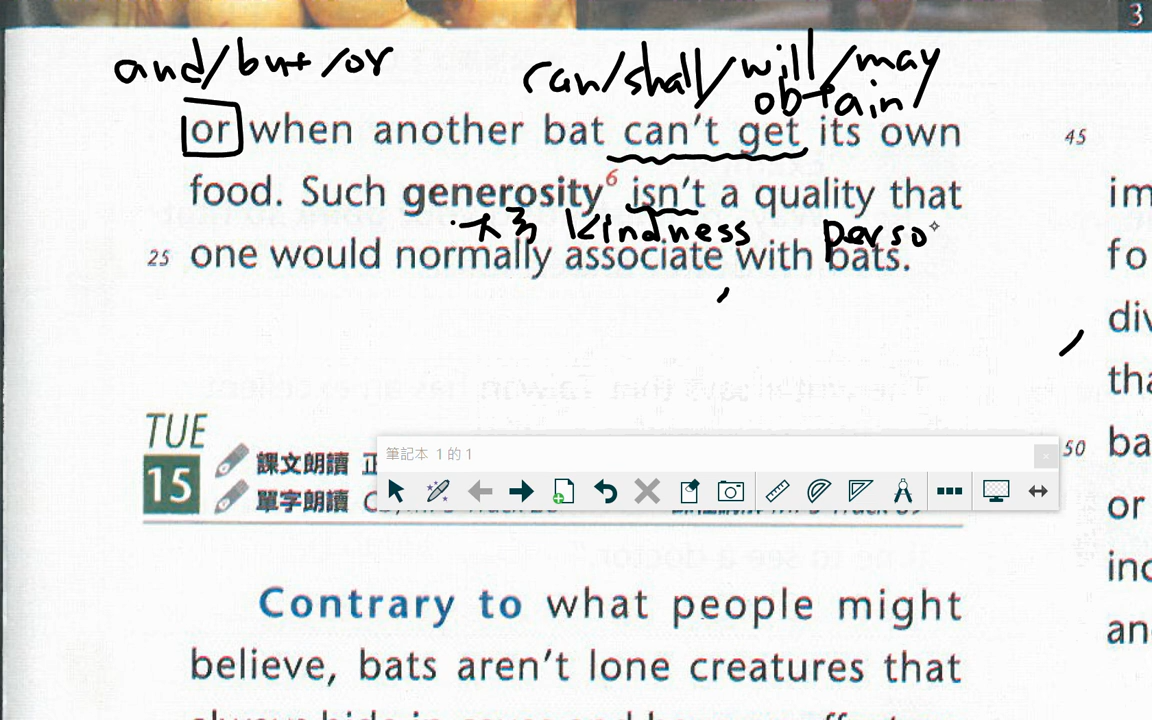 3
and/but/or
can/shall/will/may
obtain
or when another bat can't get its own
45
food. Such generosity⁶ isn't a quality that
im
大方 kindness
perso
25 one would normally associate with bats.
fo
div
tha
TUE
15
課文朗讀 正
單字朗讀
筆記本 1 的 1
50
ba
or
inc
an
Contrary to what people might
believe, bats aren't lone creatures that